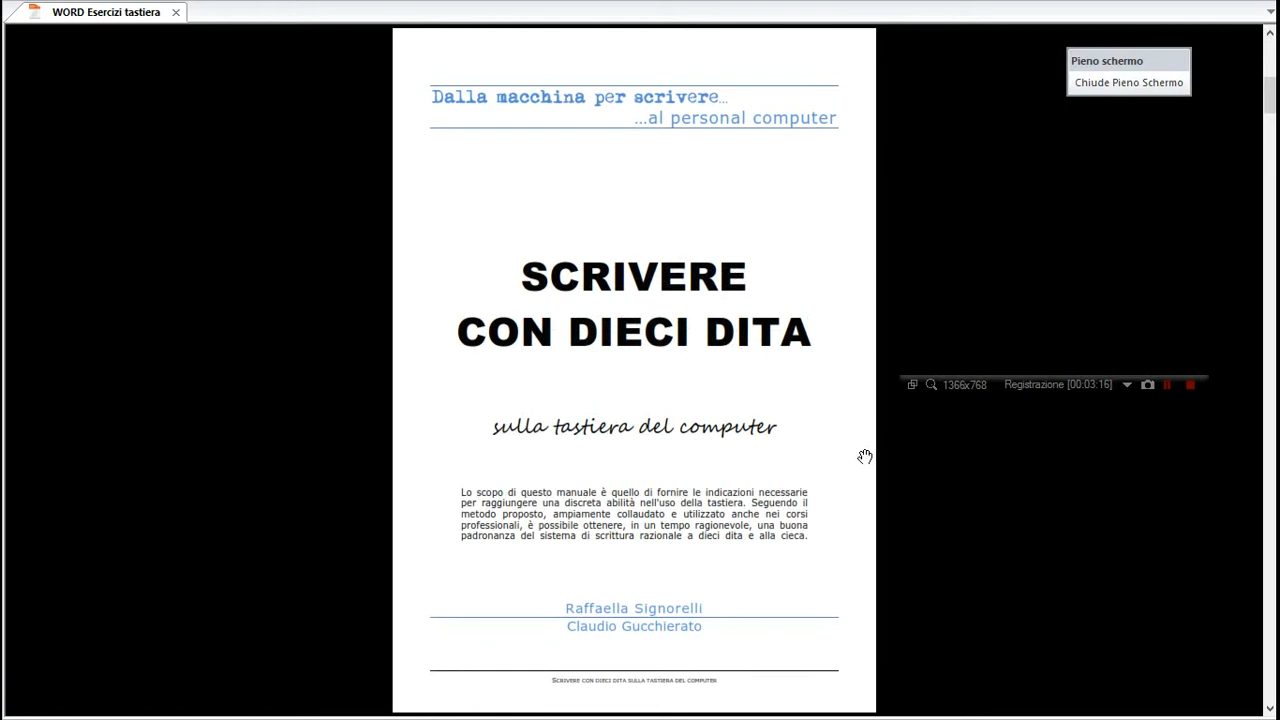 WORD Esercizi tastiera
Pieno schermo
Chiude Pieno Schermo
Dalla macchina per scrivere...
...al personal computer
SCRIVERE
CON DIECI DITA
1366x768 Registrazione [00:03:16]
sulla tastiera del computer
Lo scopo di questo manuale è quello di fornire le indicazioni necessarie
per raggiungere una discreta abilità nell'uso della tastiera. Seguendo il
metodo proposto, ampiamente collaudato e utilizzato anche nei corsi
professionali, è possibile ottenere, in un tempo ragionevole, una buona
padronanza del sistema di scrittura razionale a dieci dita e alla cieca.
Raffaella Signorelli
Claudio Gucchierato
SCRIVERE CON DIECI DITA SULLA TASTIERA DEL COMPUTER